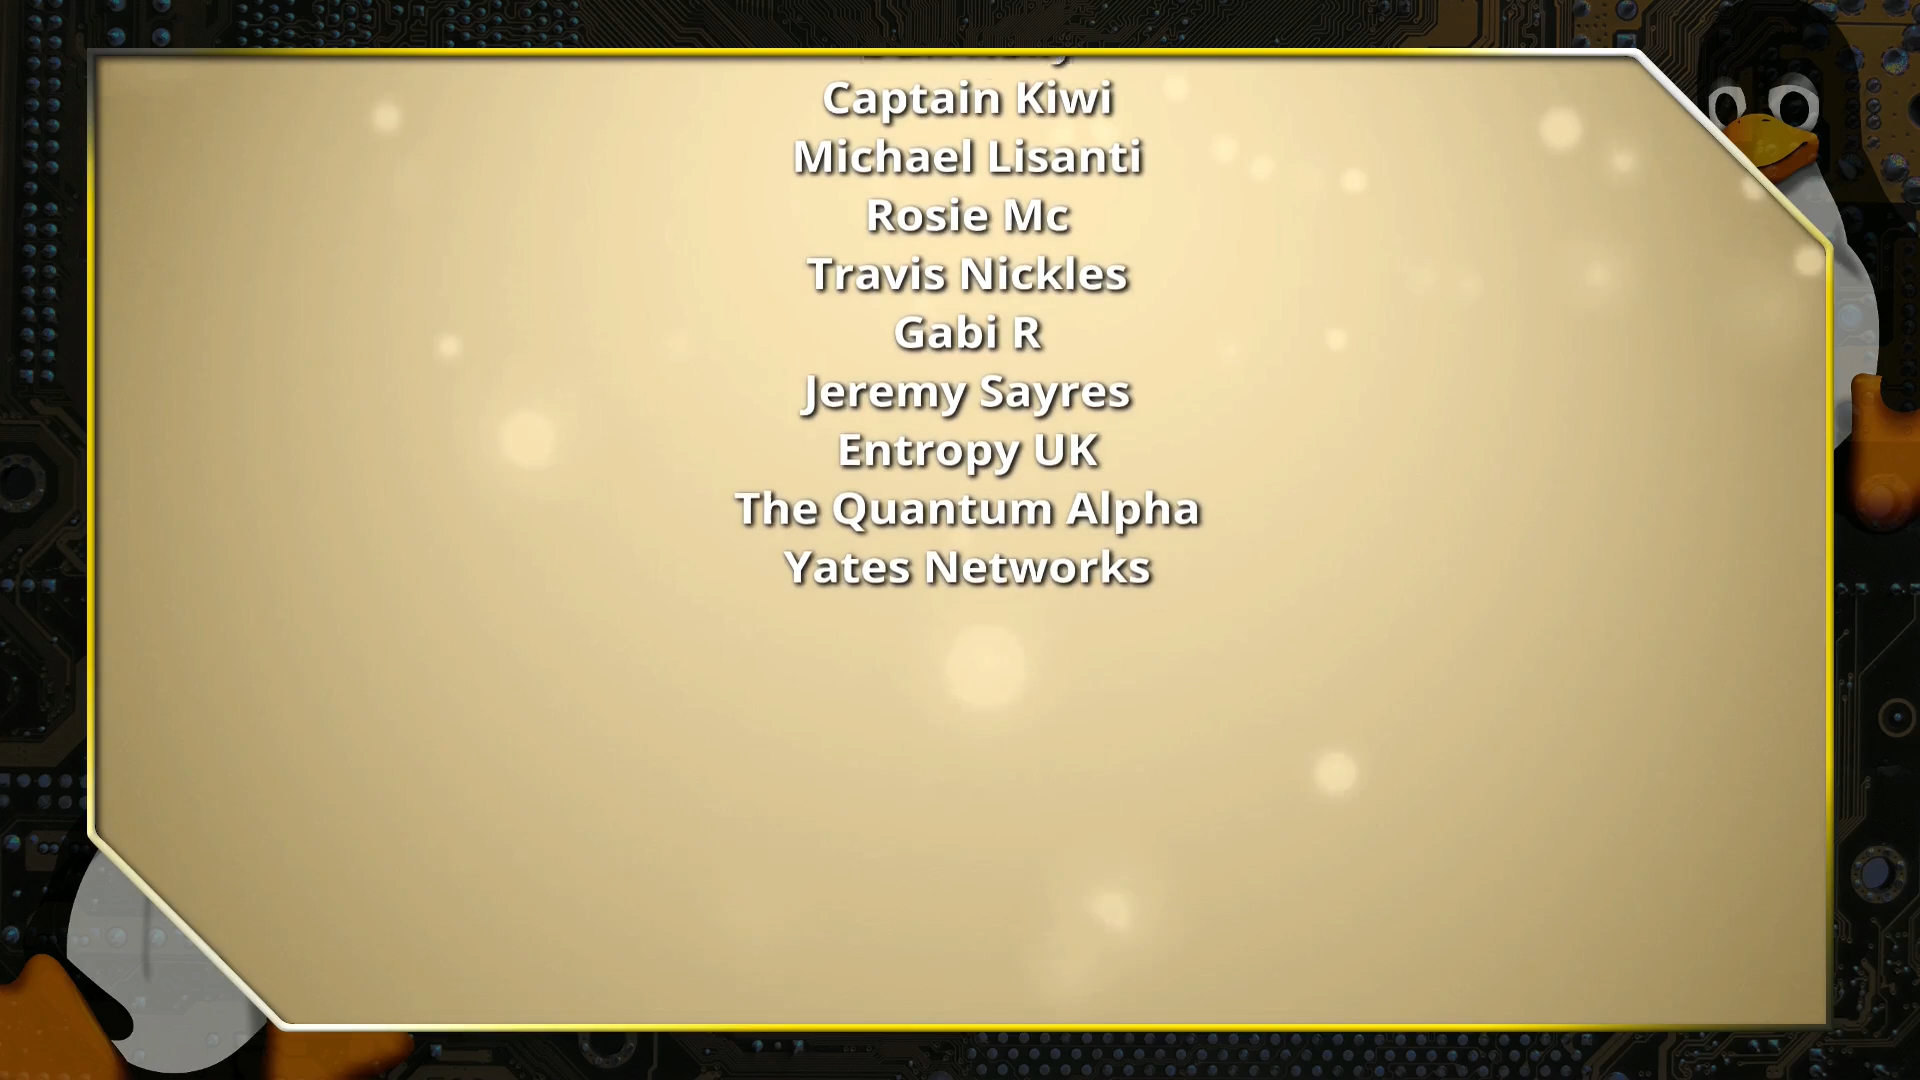 Captain Kiwi
Michael Lisanti
Rosie Mc
Travis Nickles
Gabi R
Jeremy Sayres
Entropy UK
The Quantum Alpha
Yates Networks